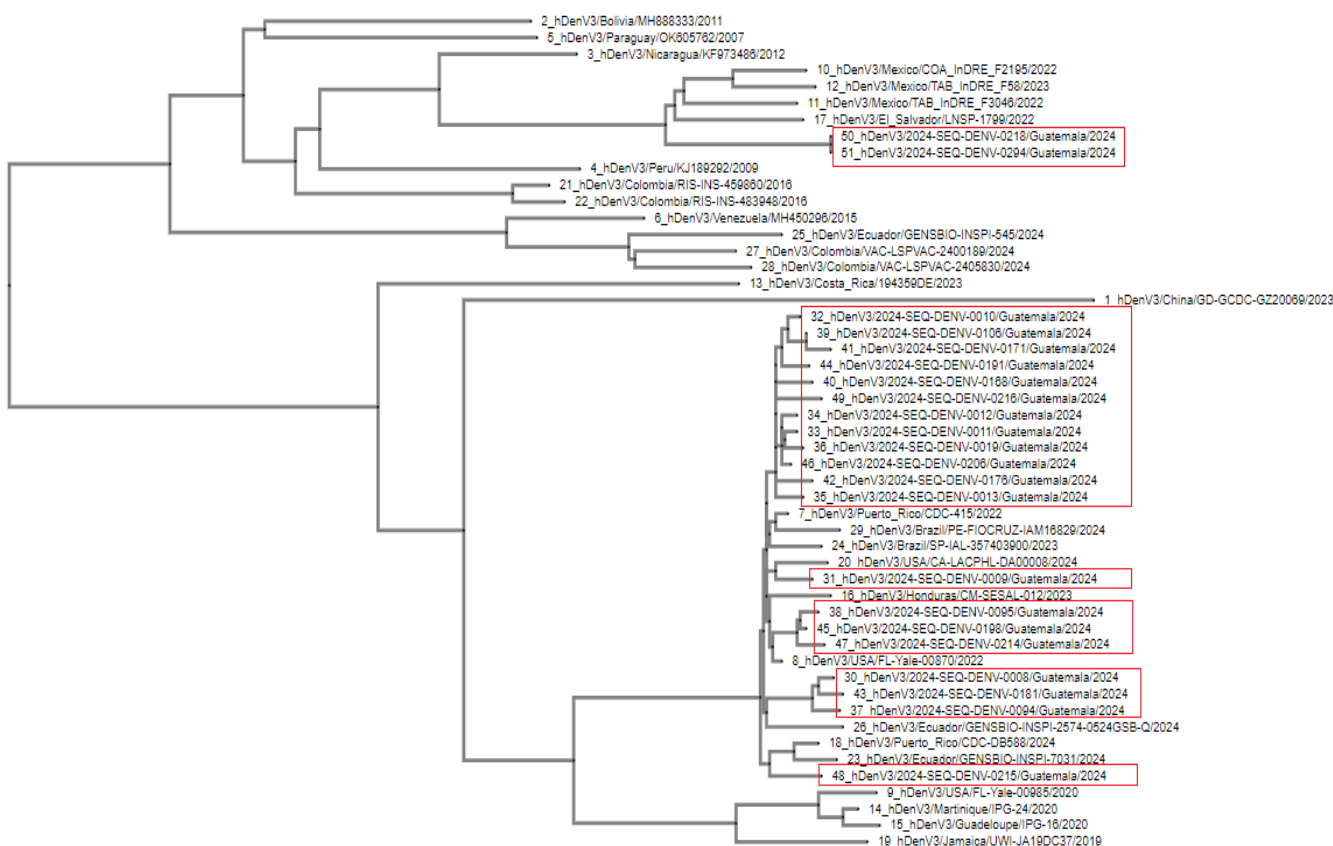 2_hDenV3/Bolivia/MH888333/2011
5_hDenV3/Paraguay/OK605762/2007
3_hDenV3/Nicaragua/KF973486/2012
10_hDenV3/Mexico/COA_InDRE_F2195/2022
12_hDenV3/Mexico/TAB_InDRE_F58/2023
11_hDenV3/Mexico/TAB_InDRE_F3046/2022
17_hDenV3/El_Salvador/LNSP-1799/2022
50_hDenV3/2024-SEQ-DENV-0218/Guatemala/2024
51_hDenV3/2024-SEQ-DENV-0294/Guatemala/2024
4_hDenV3/Peru/KJ189292/2009
21_hDenV3/Colombia/RIS-INS-459860/2016
22_hDenV3/Colombia/RIS-INS-483948/2016
6_hDenV3/Venezuela/MH450296/2015
25_hDenV3/Ecuador/GENSBIO-INSPI-545/2024
27_hDenV3/Colombia/VAC-LSPVAC-2400189/2024
28_hDenV3/Colombia/VAC-LSPVAC-2405830/2024
13_hDenV3/Costa_Rica/194359DE/2023
1_hDenV3/China/GD-GCDC-GZ20069/2023
32_hDenV3/2024-SEQ-DENV-0010/Guatemala/2024
39_hDenV3/2024-SEQ-DENV-0106/Guatemala/2024
41_hDenV3/2024-SEQ-DENV-0171/Guatemala/2024
44_hDenV3/2024-SEQ-DENV-0191/Guatemala/2024
40_hDenV3/2024-SEQ-DENV-0168/Guatemala/2024
49_hDenV3/2024-SEQ-DENV-0216/Guatemala/2024
34_hDenV3/2024-SEQ-DENV-0012/Guatemala/2024
33_hDenV3/2024-SEQ-DENV-0011/Guatemala/2024
36_hDenV3/2024-SEQ-DENV-0019/Guatemala/2024
46_hDenV3/2024-SEQ-DENV-0206/Guatemala/2024
42_hDenV3/2024-SEQ-DENV-0176/Guatemala/2024
35_hDenV3/2024-SEQ-DENV-0013/Guatemala/2024
7_hDenV3/Puerto_Rico/CDC-415/2022
29_hDenV3/Brazil/PE-FIOCRUZ-IAM16829/2024
24_hDenV3/Brazil/SP-IAL-357403900/2023
20_hDenV3/USA/CA-LACPHL-DA00008/2024
31_hDenV3/2024-SEQ-DENV-0009/Guatemala/2024
16_hDenV3/Honduras/CM-SESAL-012/2023
38_hDenV3/2024-SEQ-DENV-0095/Guatemala/2024
45_hDenV3/2024-SEQ-DENV-0198/Guatemala/2024
47_hDenV3/2024-SEQ-DENV-0214/Guatemala/2024
8_hDenV3/USA/FL-Yale-00870/2022
30_hDenV3/2024-SEQ-DENV-0008/Guatemala/2024
43_hDenV3/2024-SEQ-DENV-0181/Guatemala/2024
37_hDenV3/2024-SEQ-DENV-0094/Guatemala/2024
26_hDenV3/Ecuador/GENSBIO-INSPI-2574-0524GSB-Q/2024
18_hDenV3/Puerto_Rico/CDC-DB588/2024
23_hDenV3/Ecuador/GENSBIO-INSPI-7031/2024
48_hDenV3/2024-SEQ-DENV-0215/Guatemala/2024
9_hDenV3/USA/FL-Yale-00985/2020
14_hDenV3/Martinique/IPG-24/2020
15_hDenV3/Guadeloupe/IPG-16/2020
19_hDenV3/Jamaica/UWI-JA19DC37/2019